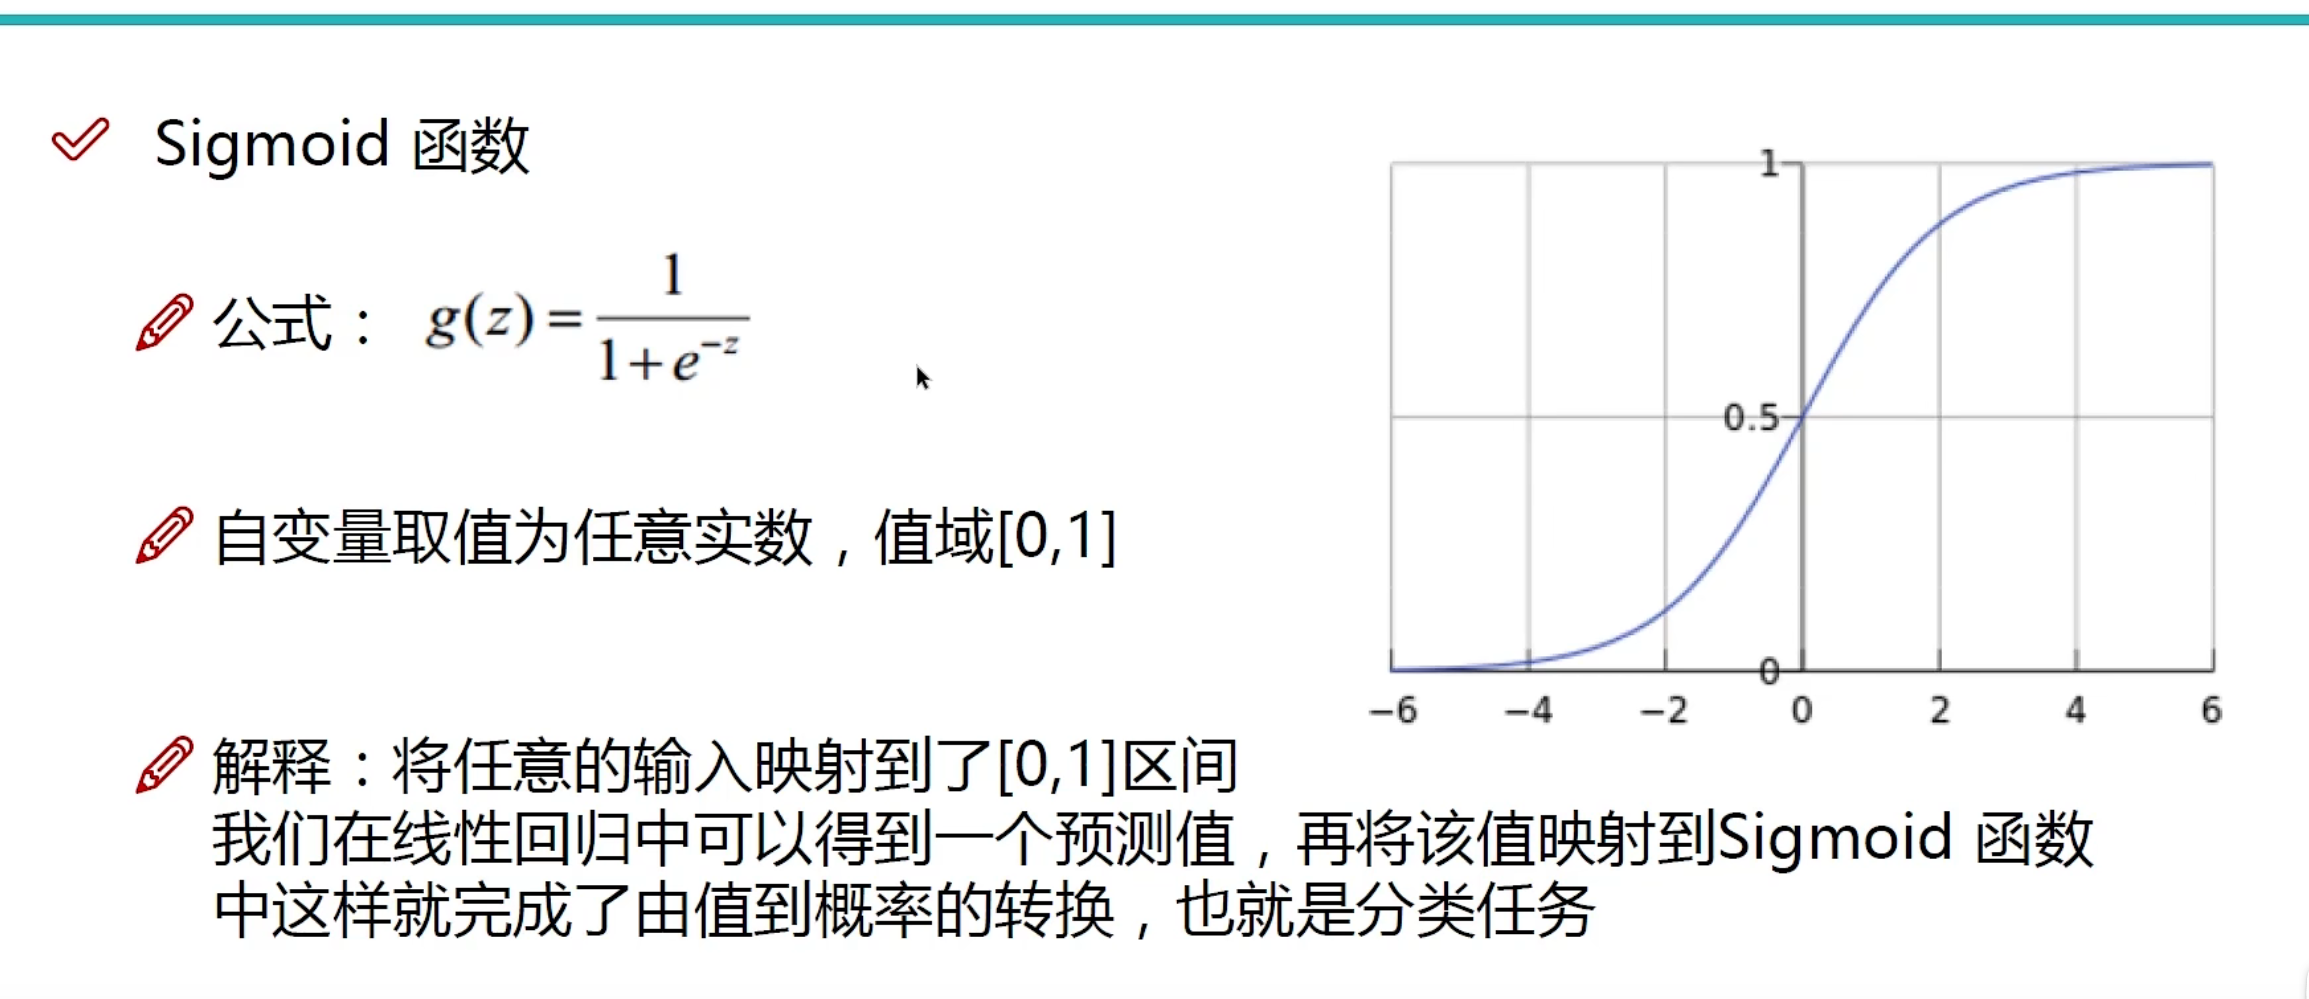 Sigmoid 函数
公式： g(z)=1/(1+e^{-z})
自变量取值为任意实数，值域[0,1]
解释：将任意的输入映射到了[0,1]区间
我们在线性回归中可以得到一个预测值，再将该值映射到Sigmoid 函数
中这样就完成了由值到概率的转换，也就是分类任务
1
0.5
0
−6 −4 −2 0 2 4 6